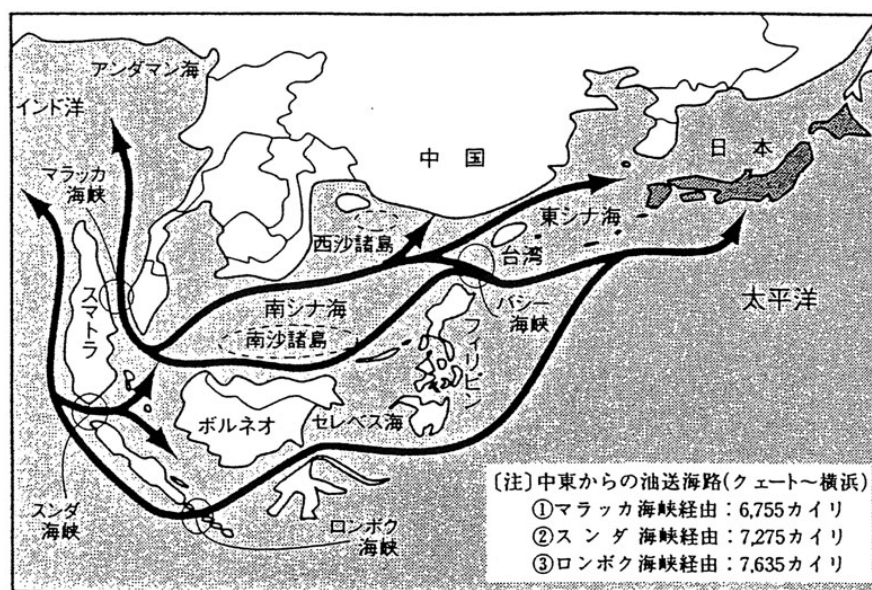 アンダマン海
インド洋
マラッカ
海峡
中 国
日 本
東シナ海
西沙諸島
台湾
スマトラ
南シナ海
バシー
海峡
太平洋
南沙諸島
フィリピン
ボルネオ
セレベス海
スンダ
海峡
ロンボク
海峡
〔注〕中東からの油送海路(クェート〜横浜)
①マラッカ海峡経由:6,755カイリ
②スンダ海峡経由:7,275カイリ
③ロンボク海峡経由:7,635カイリ